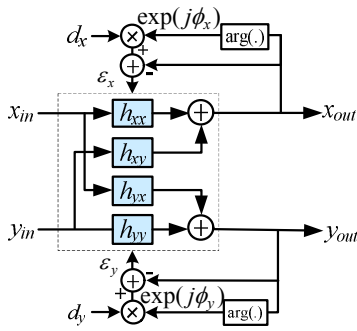 exp(jϕx)
dx × arg(.)
+
+ -
εx
xin hxx + xout
hxy
hyx
yin hyy + yout
εy
+ -
+
exp(jϕy)
dy × arg(.)